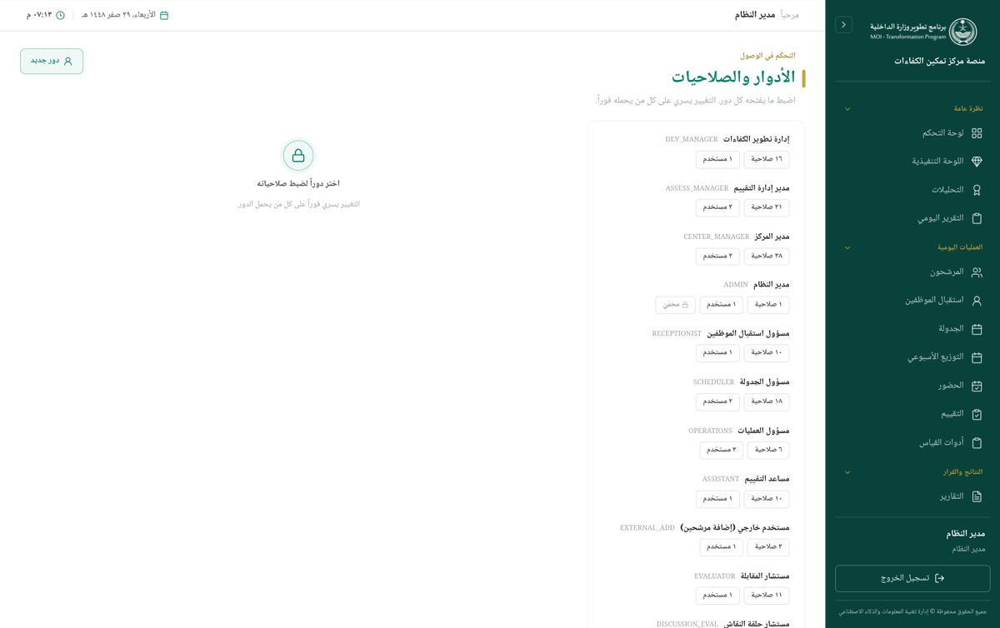 برنامج تطوير وزارة الداخلية
MOI - Transformation Program
منصة مركز تمكين الكفاءات
نظرة عامة
لوحة التحكم
اللوحة التنفيذية
التحليلات
التقرير اليومي
العمليات اليومية
المرشحون
استقبال الموظفين
الجدولة
التوزيع الأسبوعي
الحضور
التقييم
أدوات القياس
النتائج والقرار
التقارير
مدير النظام
مدير النظام
تسجيل الخروج
جميع الحقوق محفوظة © إدارة تقنية المعلومات والذكاء الاصطناعي
مرحباً مدير النظام
الأربعاء، ٢٩ صفر ١٤٤٨ هـ
٠٧:١٣ م
التحكّم في الوصول
الأدوار والصلاحيات
اضبط ما يفتحه كل دور. التغيير يسري على كل من يحمله فوراً.
دور جديد
إدارة تطوير الكفاءات DEV_MANAGER
١٦ صلاحية ١ مستخدم
مدير إدارة التقييم ASSESS_MANAGER
٢١ صلاحية ٢ مستخدم
مدير المركز CENTER_MANAGER
٣٨ صلاحية ٢ مستخدم
مدير النظام ADMIN
١ صلاحية ١ مستخدم محميّ
مسؤول استقبال الموظفين RECEPTIONIST
١٠ صلاحية ١ مستخدم
مسؤول الجدولة SCHEDULER
١٨ صلاحية ٢ مستخدم
مسؤول العمليات OPERATIONS
٦ صلاحية ٢ مستخدم
مساعد التقييم ASSISTANT
١٠ صلاحية ١ مستخدم
مستخدم خارجي (إضافة مرشحين) EXTERNAL_ADD
٢ صلاحية ١ مستخدم
مستشار المقابلة EVALUATOR
١١ صلاحية ١ مستخدم
مستشار حلقة النقاش DISCUSSION_EVAL
اختر دوراً لضبط صلاحياته
التغيير يسري فوراً على كل من يحمل الدور.